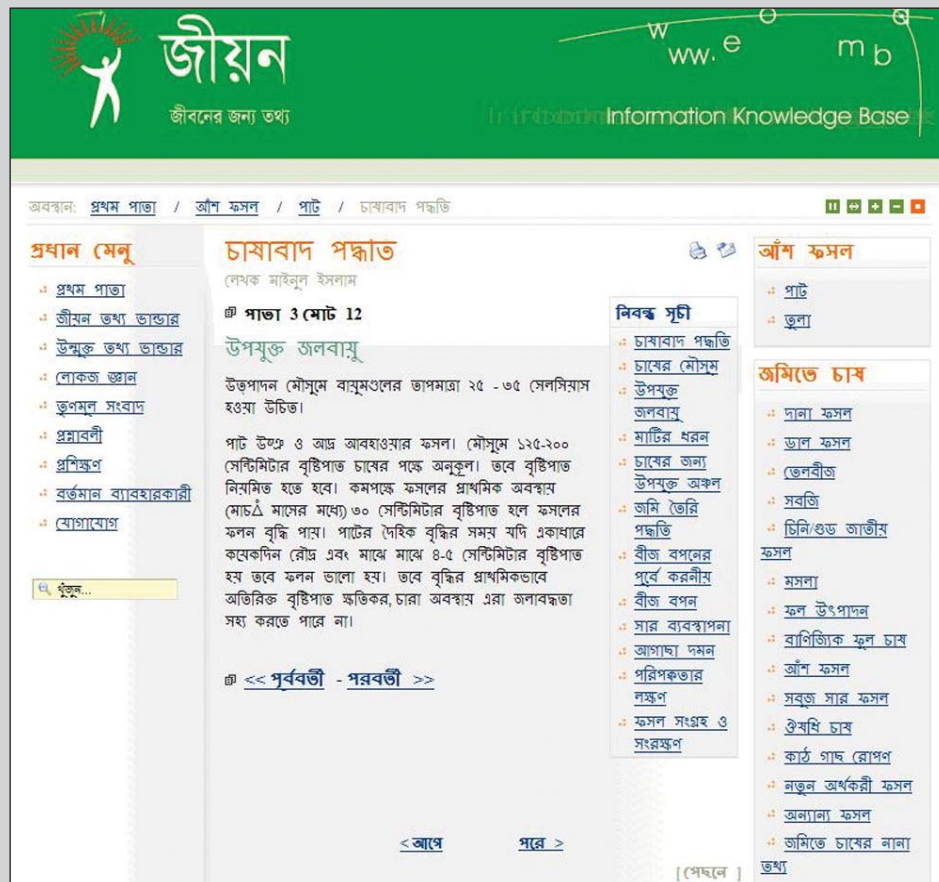 জীয়ন
জীবনের জন্য তথ্য
Information Knowledge Base
অবস্থান: প্রথম পাতা / আঁশ ফসল / পাট / চাষাবাদ পদ্ধতি
প্রধান মেনু
প্রথম পাতা
জীয়ন তথ্য ভান্ডার
উন্মুক্ত তথ্য ভান্ডার
লোকজ জ্ঞান
তৃণমূল সংবাদ
প্রশ্নাবলী
প্রশিক্ষণ
বর্তমান ব্যাবহারকারী
যোগাযোগ
খুঁজুন...
চাষাবাদ পদ্ধতি
লেখক মাইনুল ইসলাম
পাতা 3 মোট 12
উপযুক্ত জলবায়ু
উত্পাদন মৌসুমে বায়ুমণ্ডলের তাপমাত্রা ২৫ -৩৫ সেলসিয়াস
হওয়া উচিত।
পাট উষ্ণ ও আদ্র আবহাওয়ার ফসল। মৌসুমে ১২৫-২০০
সেন্টিমিটার বৃষ্টিপাত চাষের পক্ষে অনুকূল। তবে বৃষ্টিপাত
নিয়মিত হতে হবে। কমপক্ষে ফসলের প্রাথমিক অবস্থায়
মাসের মধ্যে) ৩০ সেন্টিমিটার বৃষ্টিপাত হলে ফসলের
ফলন বৃদ্ধি পায়। পাটের দৈহিক বৃদ্ধির সময় যদি একাধারে
কয়েকদিন রৌদ্র এবং মাঝে মাঝে ৪-৫ সেন্টিমিটার বৃষ্টিপাত
হয় তবে ফলন ভালো হয়। তবে বৃদ্ধির প্রাথমিকভাবে
অতিরিক্ত বৃষ্টিপাত ক্ষতিকর, চারা অবস্থায় এরা জলাবদ্ধতা
সহ্য করতে পারে না।
<< পূর্ববর্তী - পরবর্তী >>
< আগে পরে >
[ পেছনে ]
নিবন্ধ সূচী
চাষাবাদ পদ্ধতি
চাষের মৌসুম
উপযুক্ত
জলবায়ু
মাটির ধরন
চাষের জন্য
উপযুক্ত অঞ্চল
জমি তৈরি
পদ্ধতি
বীজ বপনের
পূর্বে করনীয়
বীজ বপন
সার ব্যবস্থাপনা
আগাছা দমন
পরিপক্কতার
লক্ষণ
ফসল সংগ্রহ ও
সংরক্ষণ
আঁশ ফসল
পাট
তুলা
জমিতে চাষ
দানা ফসল
ডাল ফসল
তেলবীজ
সবজি
চিনি/গুড জাতীয়
ফসল
মসলা
ফল উৎপাদন
বাণিজ্যিক ফুল চাষ
আঁশ ফসল
সবুজ সার ফসল
ঔষধি চাষ
কাঠ গাছ রোপণ
নতুন অর্থকরী ফসল
অন্যান্য ফসল
জমিতে চাষের নানা
তথ্য